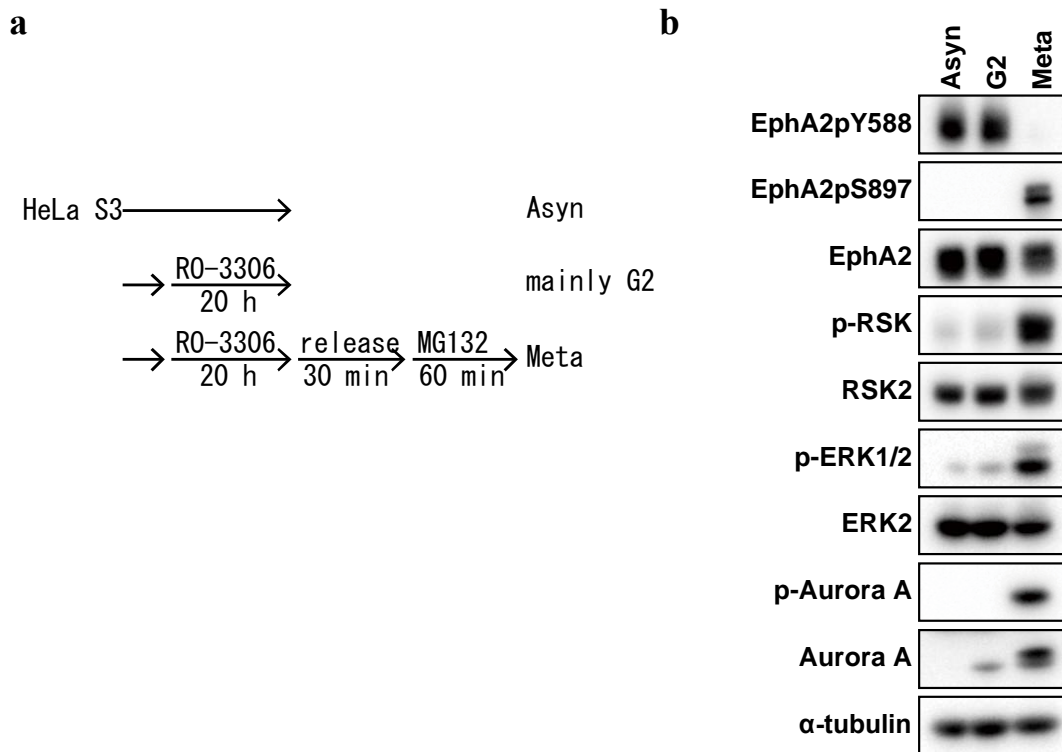 a
HeLa S3
Asyn
RO-3306
20 h
mainly G2
RO-3306
20 h
release
30 min
MG132
60 min
Meta
b
Asyn
G2
Meta
EphA2pY588
EphA2pS897
EphA2
p-RSK
RSK2
p-ERK1/2
ERK2
p-Aurora A
Aurora A
α-tubulin